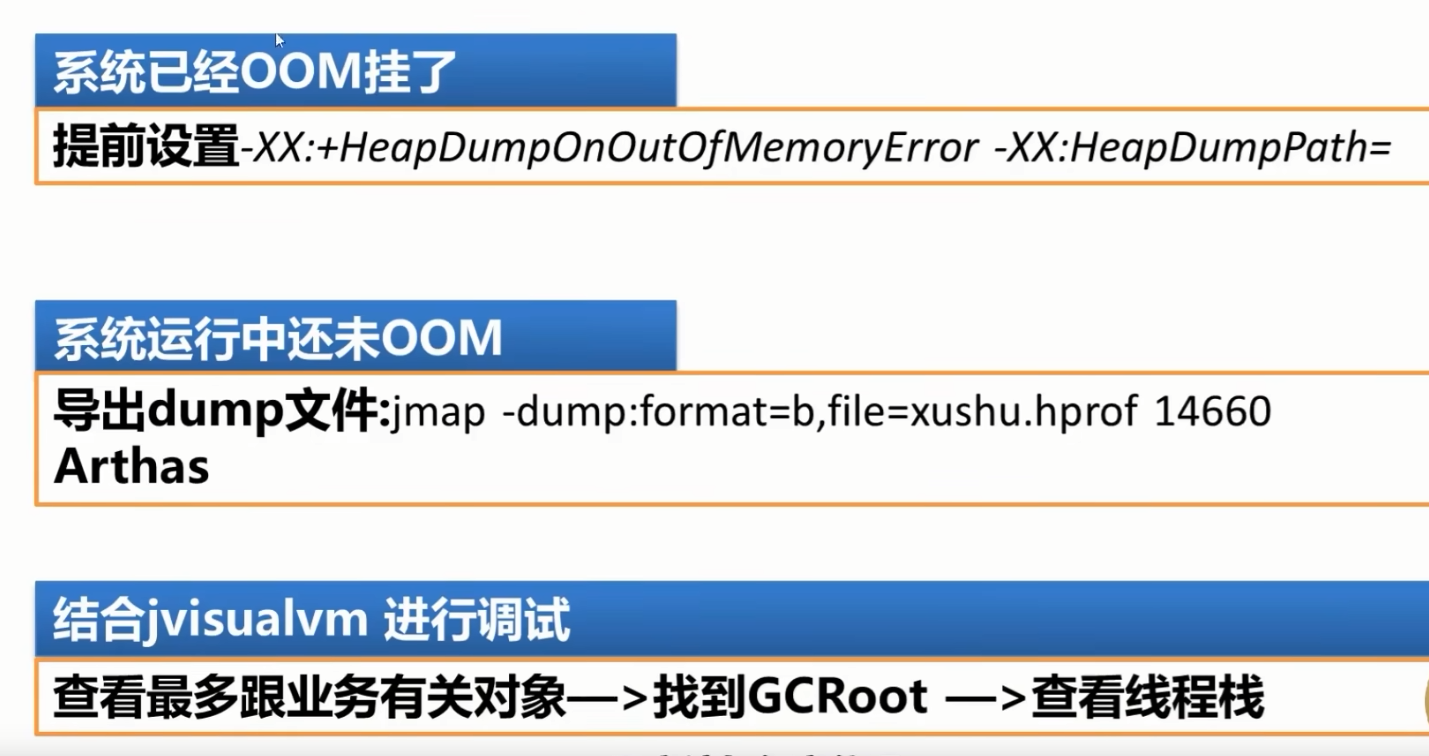 系统已经OOM挂了
提前设置-XX:+HeapDumpOnOutOfMemoryError -XX:HeapDumpPath=
系统运行中还未OOM
导出dump文件:jmap -dump:format=b,file=xushu.hprof 14660
Arthas
结合jvisualvm 进行调试
查看最多跟业务有关对象—>找到GCRoot —>查看线程栈